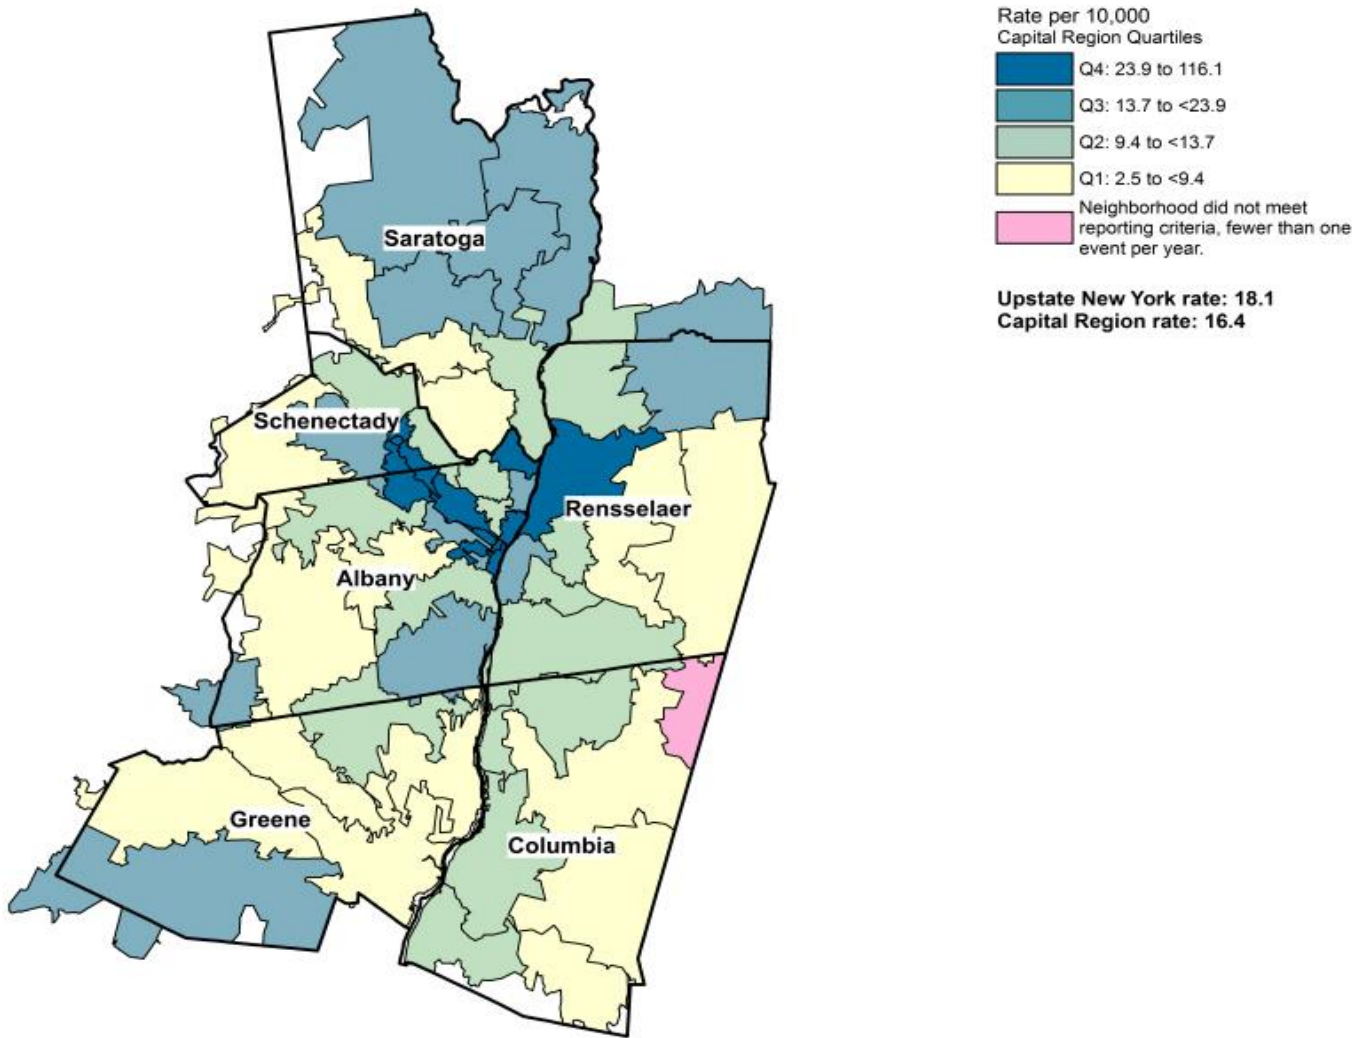 Rate per 10,000
Capital Region Quartiles
Q4: 23.9 to 116.1
Q3: 13.7 to <23.9
Q2: 9.4 to <13.7
Q1: 2.5 to <9.4
Neighborhood did not meet
reporting criteria, fewer than one
event per year.
Upstate New York rate: 18.1
Capital Region rate: 16.4
Saratoga
Schenectady
Rensselaer
Albany
Greene
Columbia